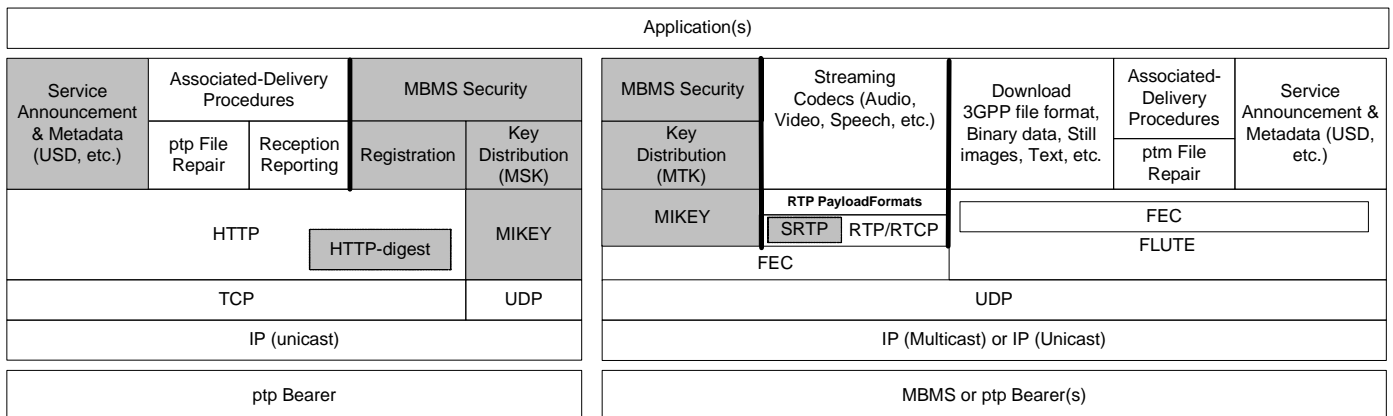 Application(s)
Service
Announcement
& Metadata
(USD, etc.)
Associated-Delivery
Procedures
ptp File
Repair
Reception
Reporting
MBMS Security
Registration
Key
Distribution
(MSK)
HTTP
HTTP-digest
MIKEY
TCP
UDP
IP (unicast)
ptp Bearer
MBMS Security
Key
Distribution
(MTK)
MIKEY
Streaming
Codecs (Audio,
Video, Speech, etc.)
RTP PayloadFormats
SRTP
RTP/RTCP
FEC
Download
3GPP file format,
Binary data, Still
images, Text, etc.
Associated-
Delivery
Procedures
ptm File
Repair
Service
Announcement &
Metadata (USD,
etc.)
FEC
FLUTE
UDP
IP (Multicast) or IP (Unicast)
MBMS or ptp Bearer(s)